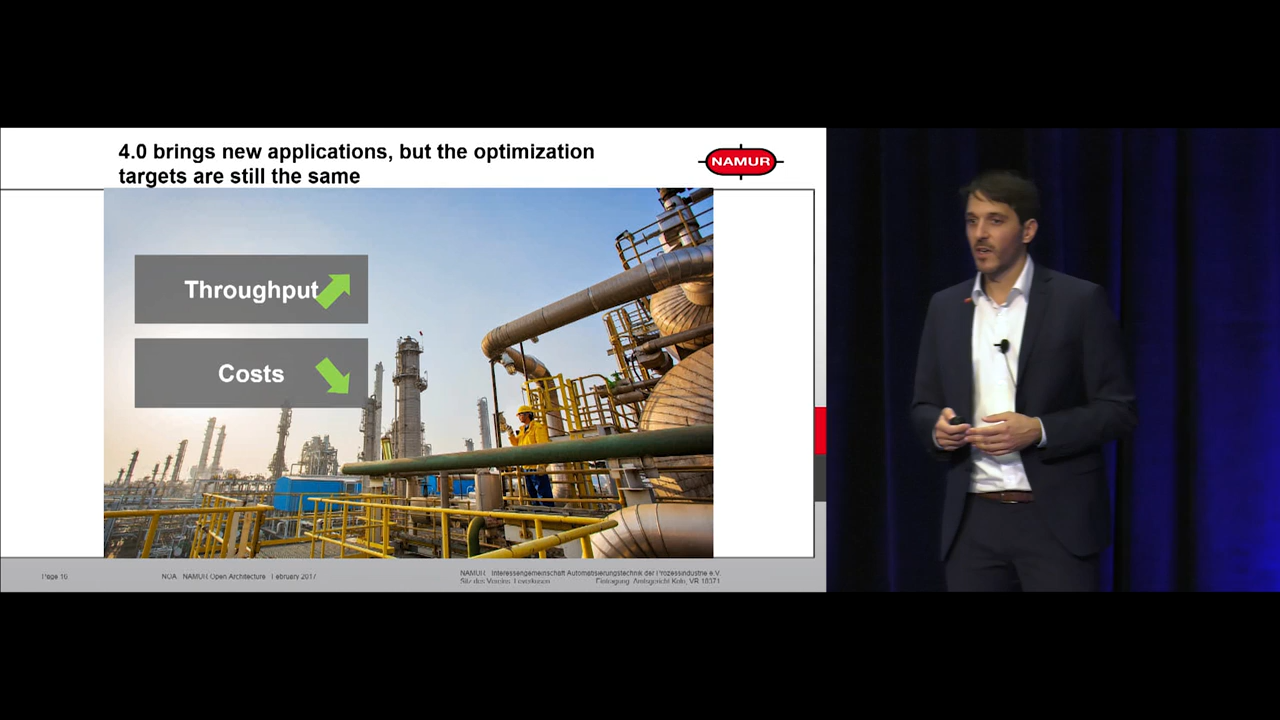 4.0 brings new applications, but the optimization
targets are still the same
NAMUR
Throughput
Costs
Page 16
NOA NAMUR Open Architecture February 2017
NAMUR Interessengemeinschaft Automatisierungstechnik der Prozessindustrie e.V.
Sitz des Vereins: Leverkusen Eintragung: Amtsgericht Köln, VR 18371